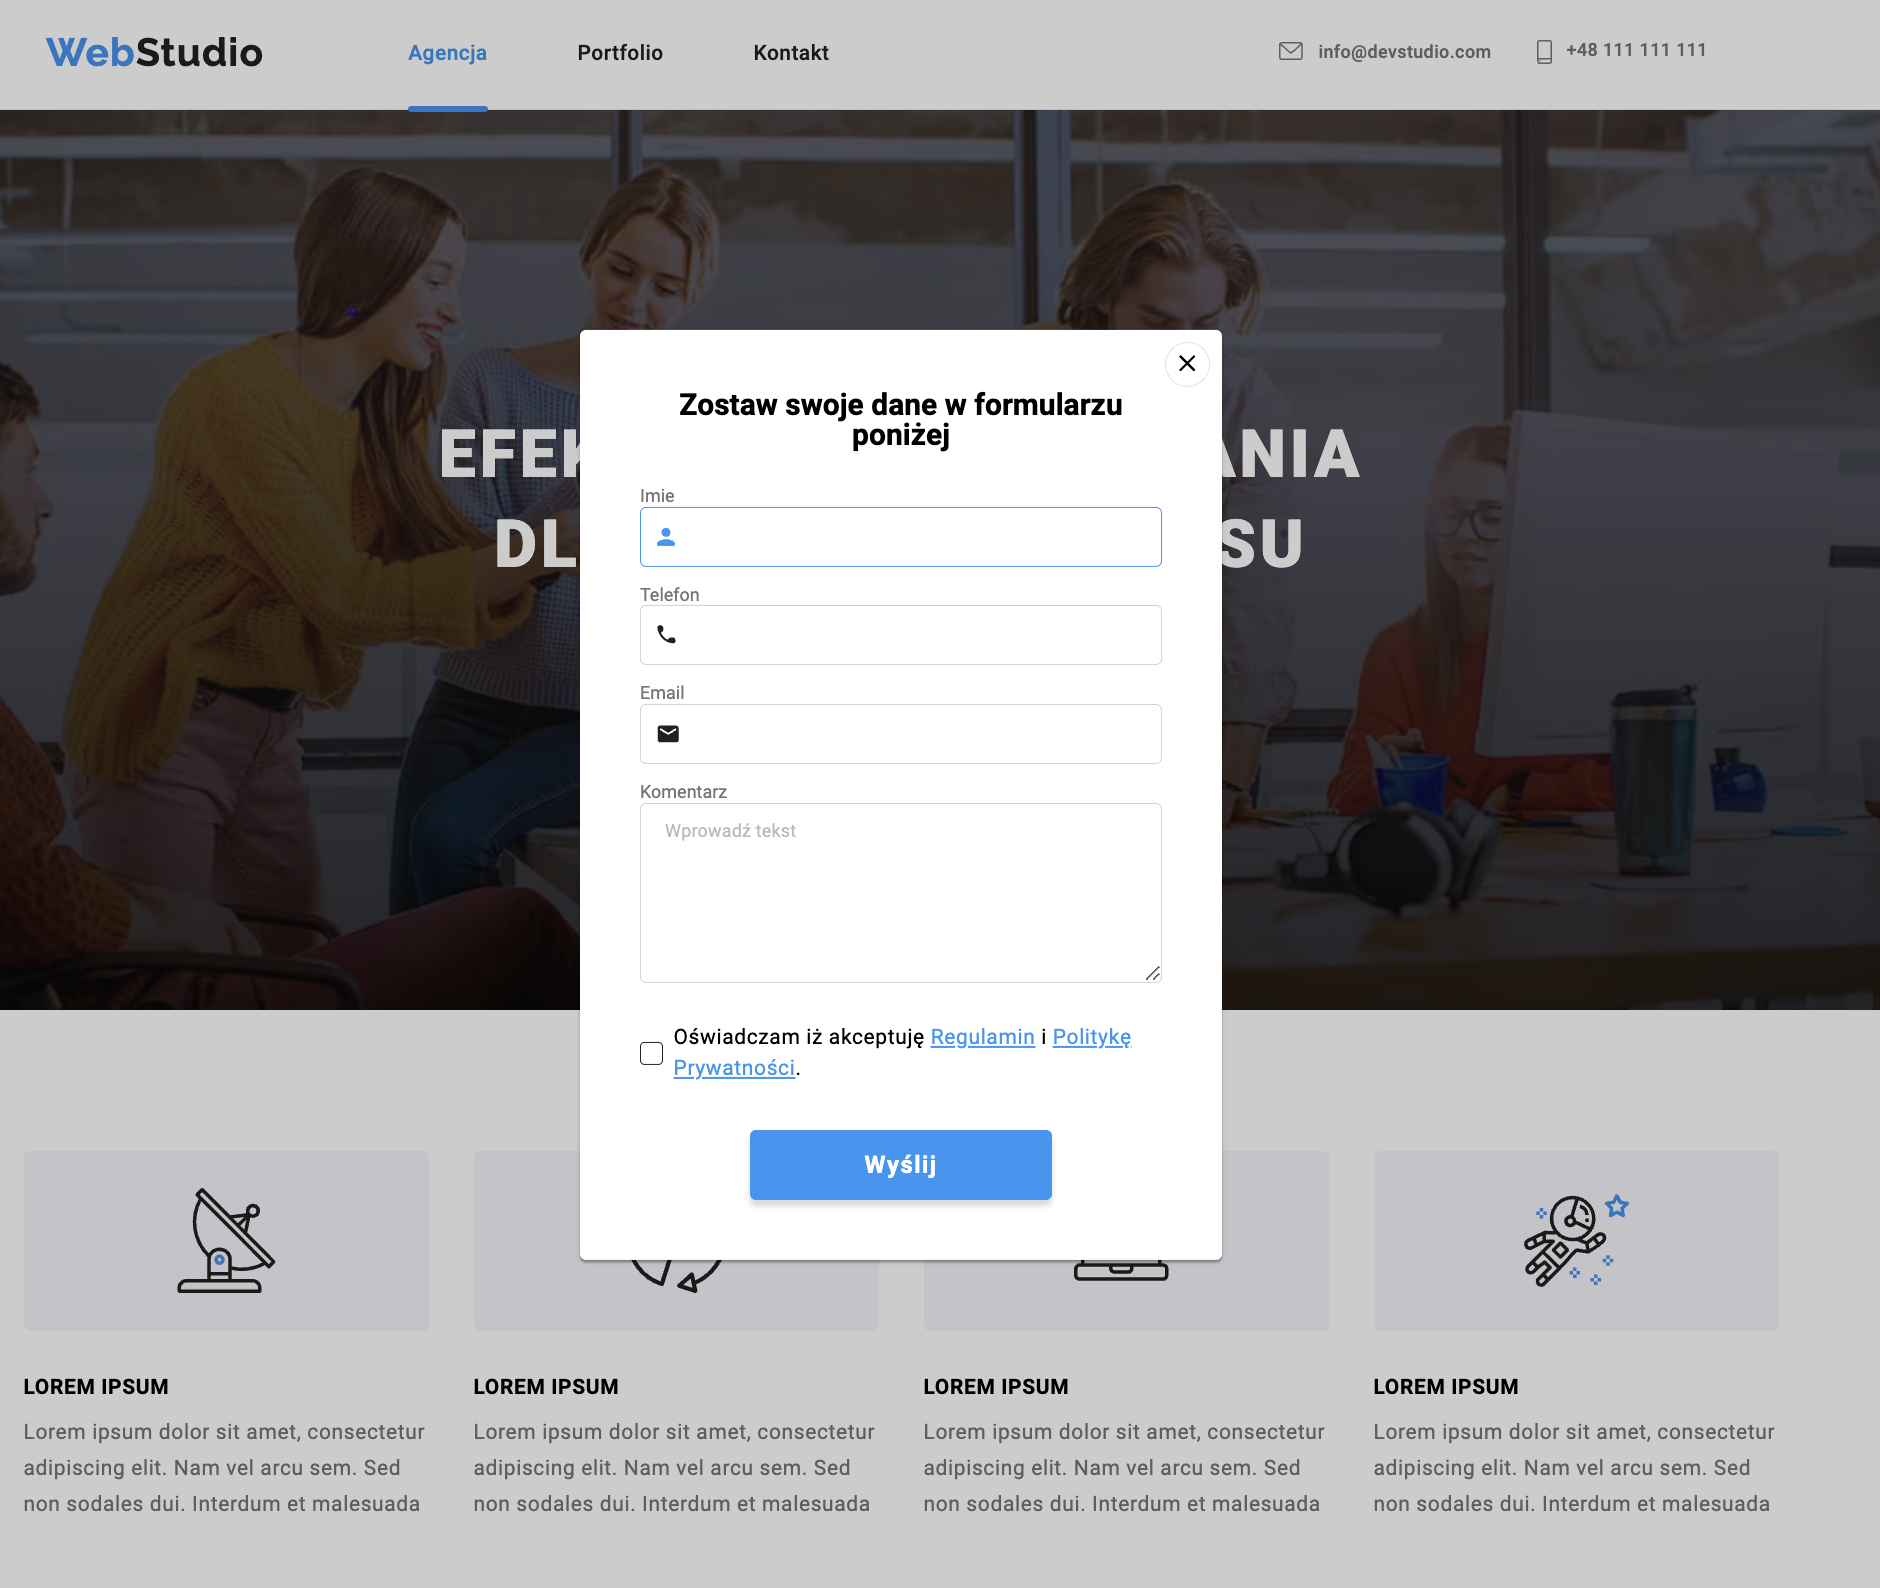 WebStudio
Agencja
Portfolio
Kontakt
info@devstudio.com
+48 111 111 111
Zostaw swoje dane w formularzu
poniżej
ANIA
DL
SU
Imie
Telefon
Email
Komentarz
Wprowadź tekst
Oświadczam iż akceptuję Regulamin i Politykę
Prywatności.
Wyślij
LOREM IPSUM
Lorem ipsum dolor sit amet, consectetur
adipiscing elit. Nam vel arcu sem. Sed
non sodales dui. Interdum et malesuada
LOREM IPSUM
Lorem ipsum dolor sit amet, consectetur
adipiscing elit. Nam vel arcu sem. Sed
non sodales dui. Interdum et malesuada
LOREM IPSUM
Lorem ipsum dolor sit amet, consectetur
adipiscing elit. Nam vel arcu sem. Sed
non sodales dui. Interdum et malesuada
LOREM IPSUM
Lorem ipsum dolor sit amet, consectetur
adipiscing elit. Nam vel arcu sem. Sed
non sodales dui. Interdum et malesuada